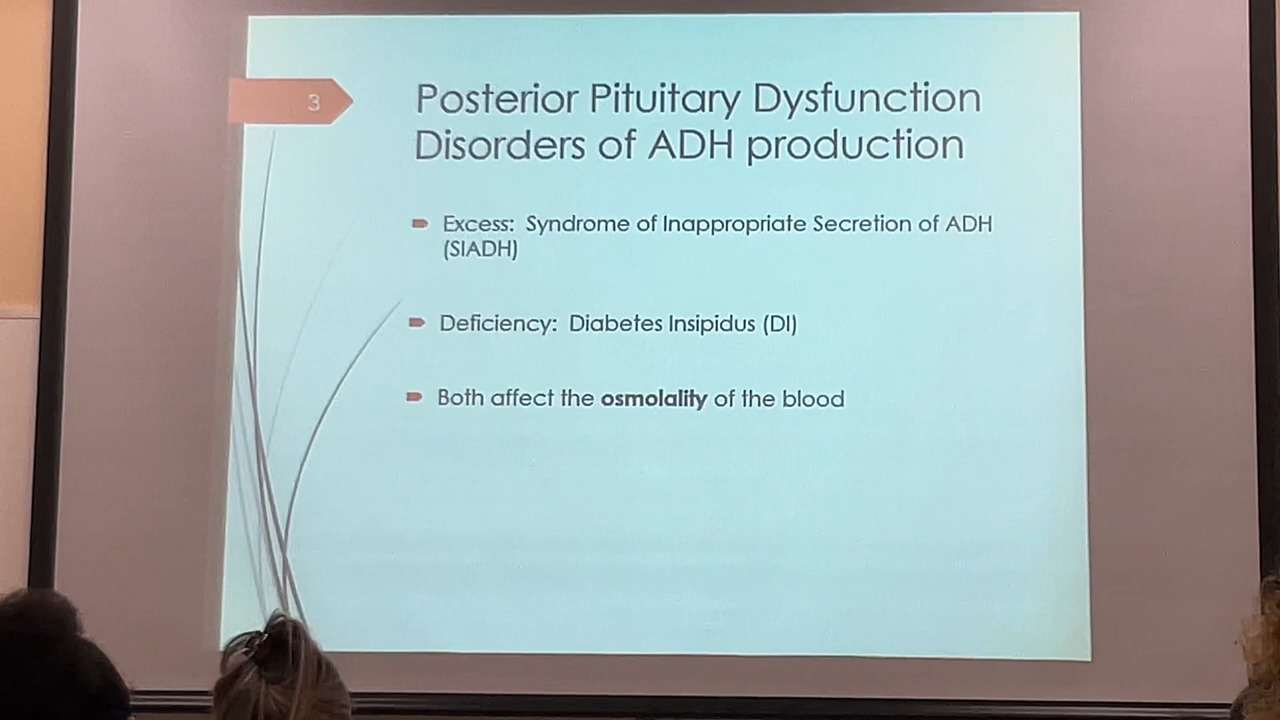 3
Posterior Pituitary Dysfunction
Disorders of ADH production
Excess: Syndrome of Inappropriate Secretion of ADH
(SIADH)
Deficiency: Diabetes Insipidus (DI)
Both affect the osmolality of the blood